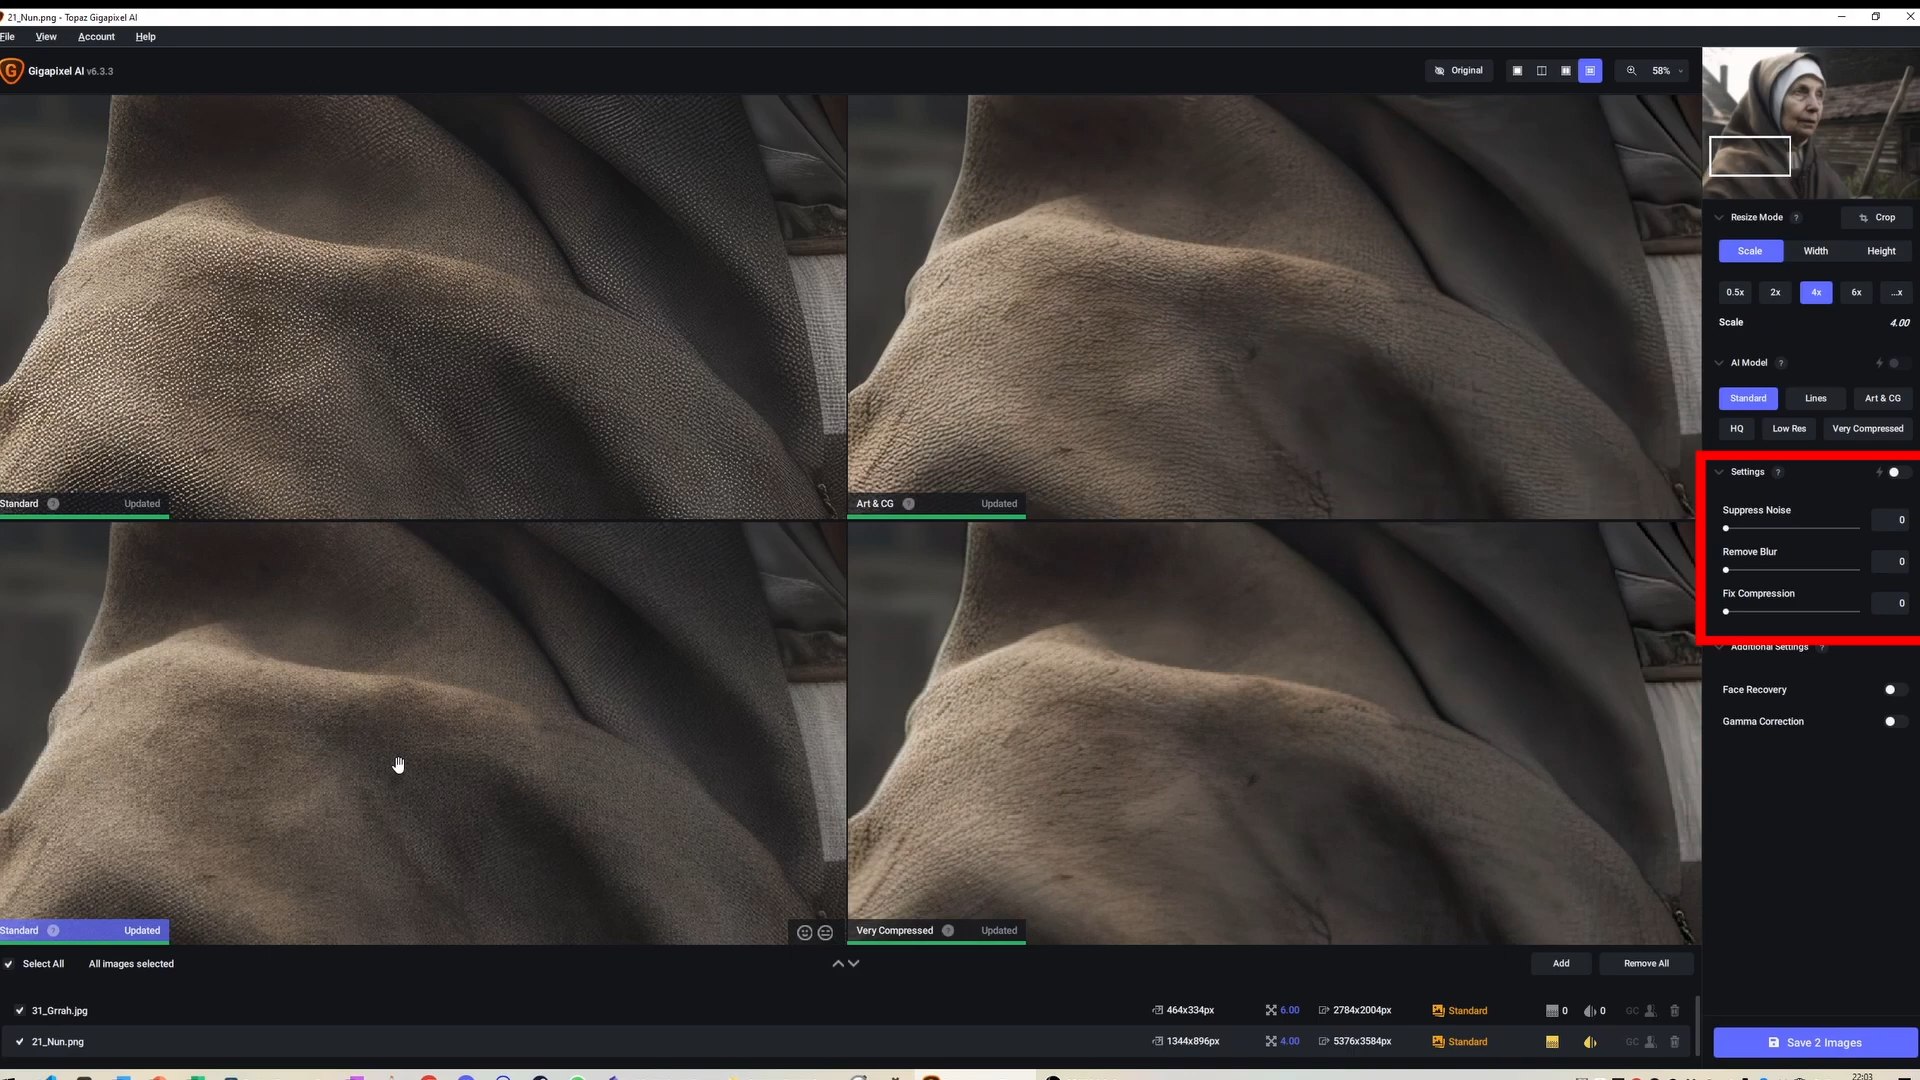 21_Nun.png - Topaz Gigapixel AI
File View Account Help
G Gigapixel AI v6.3.3
Original 58%
Resize Mode ? Crop
Scale Width Height
0.5x 2x 4x 6x ...x
Scale 4.00
AI Model ?
Standard Lines Art & CG
HQ Low Res Very Compressed
Settings ?
Suppress Noise 0
Remove Blur 0
Fix Compression 0
Additional Settings ?
Face Recovery
Gamma Correction
Standard ? Updated
Art & CG ? Updated
Standard ? Updated
Very Compressed ? Updated
Select All All images selected Add Remove All
31_Grrah.jpg 464x334px 6.00 2784x2004px Standard 0 0 GC
21_Nun.png 1344x896px 4.00 5376x3584px Standard GC
Save 2 Images
22:03